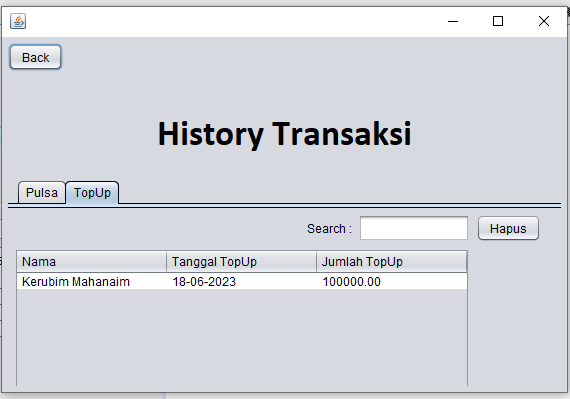 Back
History Transaksi
Pulsa TopUp
Search : Hapus
Nama Tanggal TopUp Jumlah TopUp
Kerubim Mahanaim 18-06-2023 100000.00